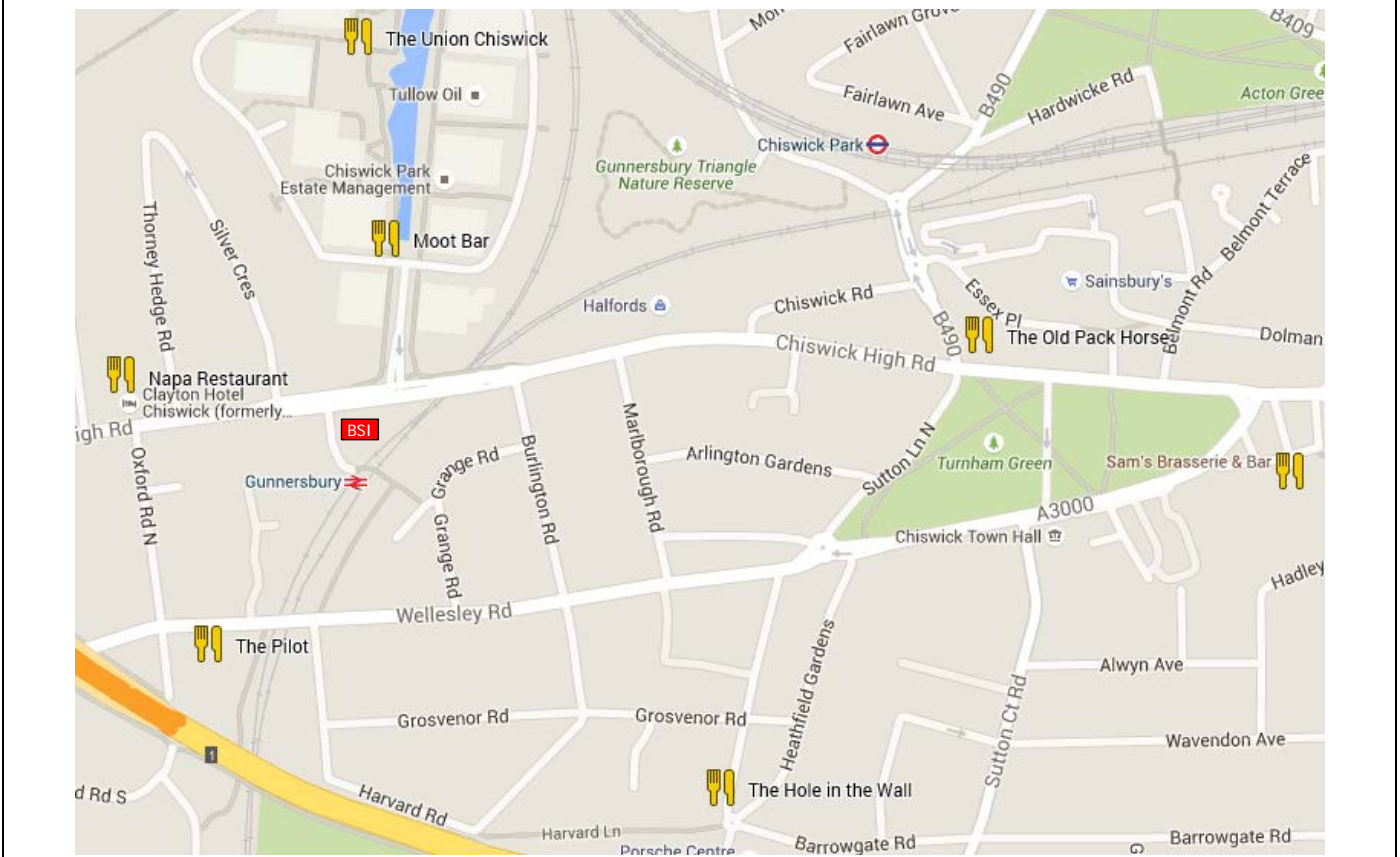 The Union Chiswick
B409
Fairlawn Grove
Tullow Oil
B490
Hardwicke Rd
Acton Gree
Fairlawn Ave
Chiswick Park
Chiswick Park
Estate Management
Gunnersbury Triangle
Nature Reserve
Belmont Terrace
Thorney Hedge Rd
Silver Cres
Moot Bar
Sainsbury's
Halfords
Chiswick Rd
Essex Pl
Belmont Rd
B490
The Old Pack Horse
Dolman
Chiswick High Rd
Napa Restaurant
Clayton Hotel
Chiswick (formerly...
igh Rd
BSI
Oxford Rd N
Gunnersbury
Grange Rd
Burlington Rd
Marlborough Rd
Arlington Gardens
Sutton Ln N
Turnham Green
Sam's Brasserie & Bar
A3000
Chiswick Town Hall
Grange Rd
Hadley
Wellesley Rd
The Pilot
Heathfield Gardens
Alwyn Ave
Sutton Ct Rd
Grosvenor Rd
Grosvenor Rd
Wavendon Ave
1
d Rd S
Harvard Rd
The Hole in the Wall
Harvard Ln
Barrowgate Rd
Barrowgate Rd
Porsche Centre
G